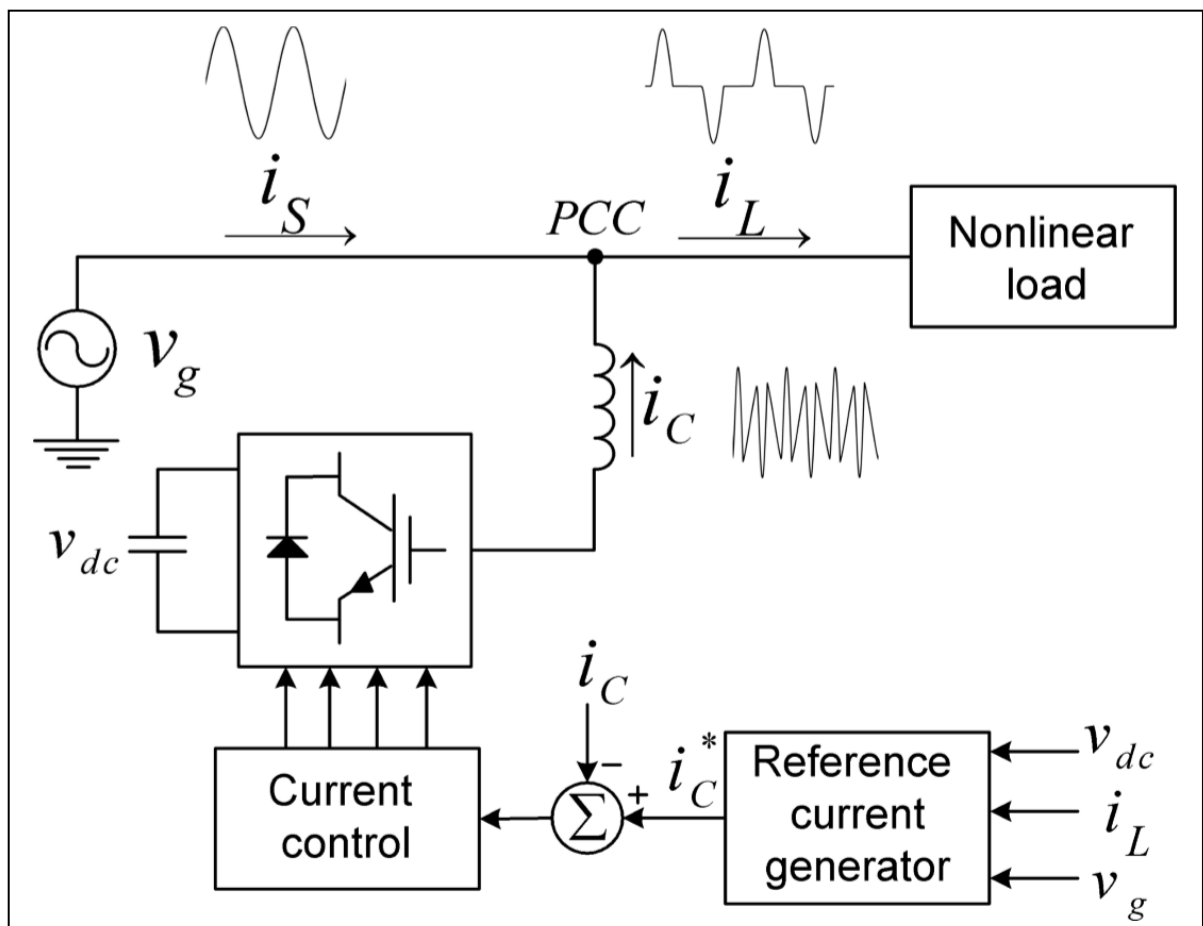 i_S
PCC
i_L
Nonlinear
load
v_g
i_C
v_dc
i_C
−
Σ
+
i_C^*
Current
control
Reference
current
generator
v_dc
i_L
v_g